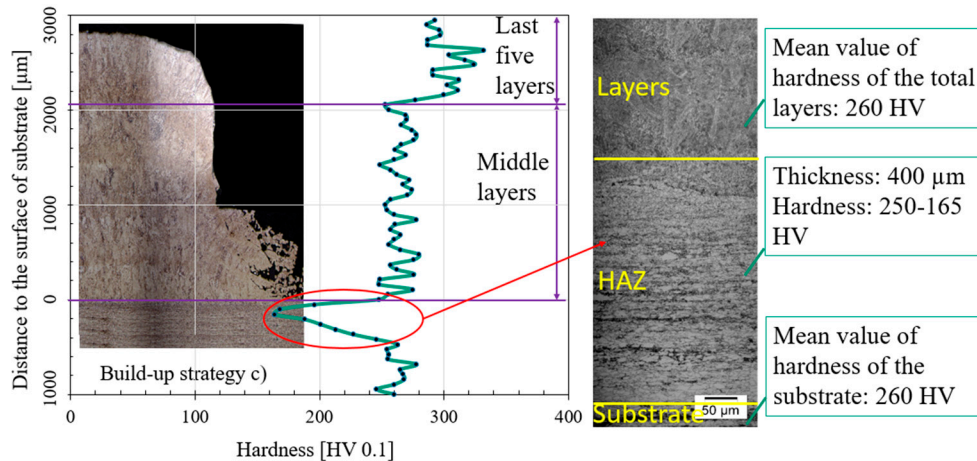 3000
2000
1000
0
1000
Distance to the surface of substrate [µm]
Last
five
layers
Middle
layers
Build-up strategy c)
0
100
200
300
400
Hardness [HV 0.1]
Layers
HAZ
Substrate
50 µm
Mean value of
hardness of the total
layers: 260 HV
Thickness: 400 µm
Hardness: 250-165
HV
Mean value of
hardness of the
substrate: 260 HV